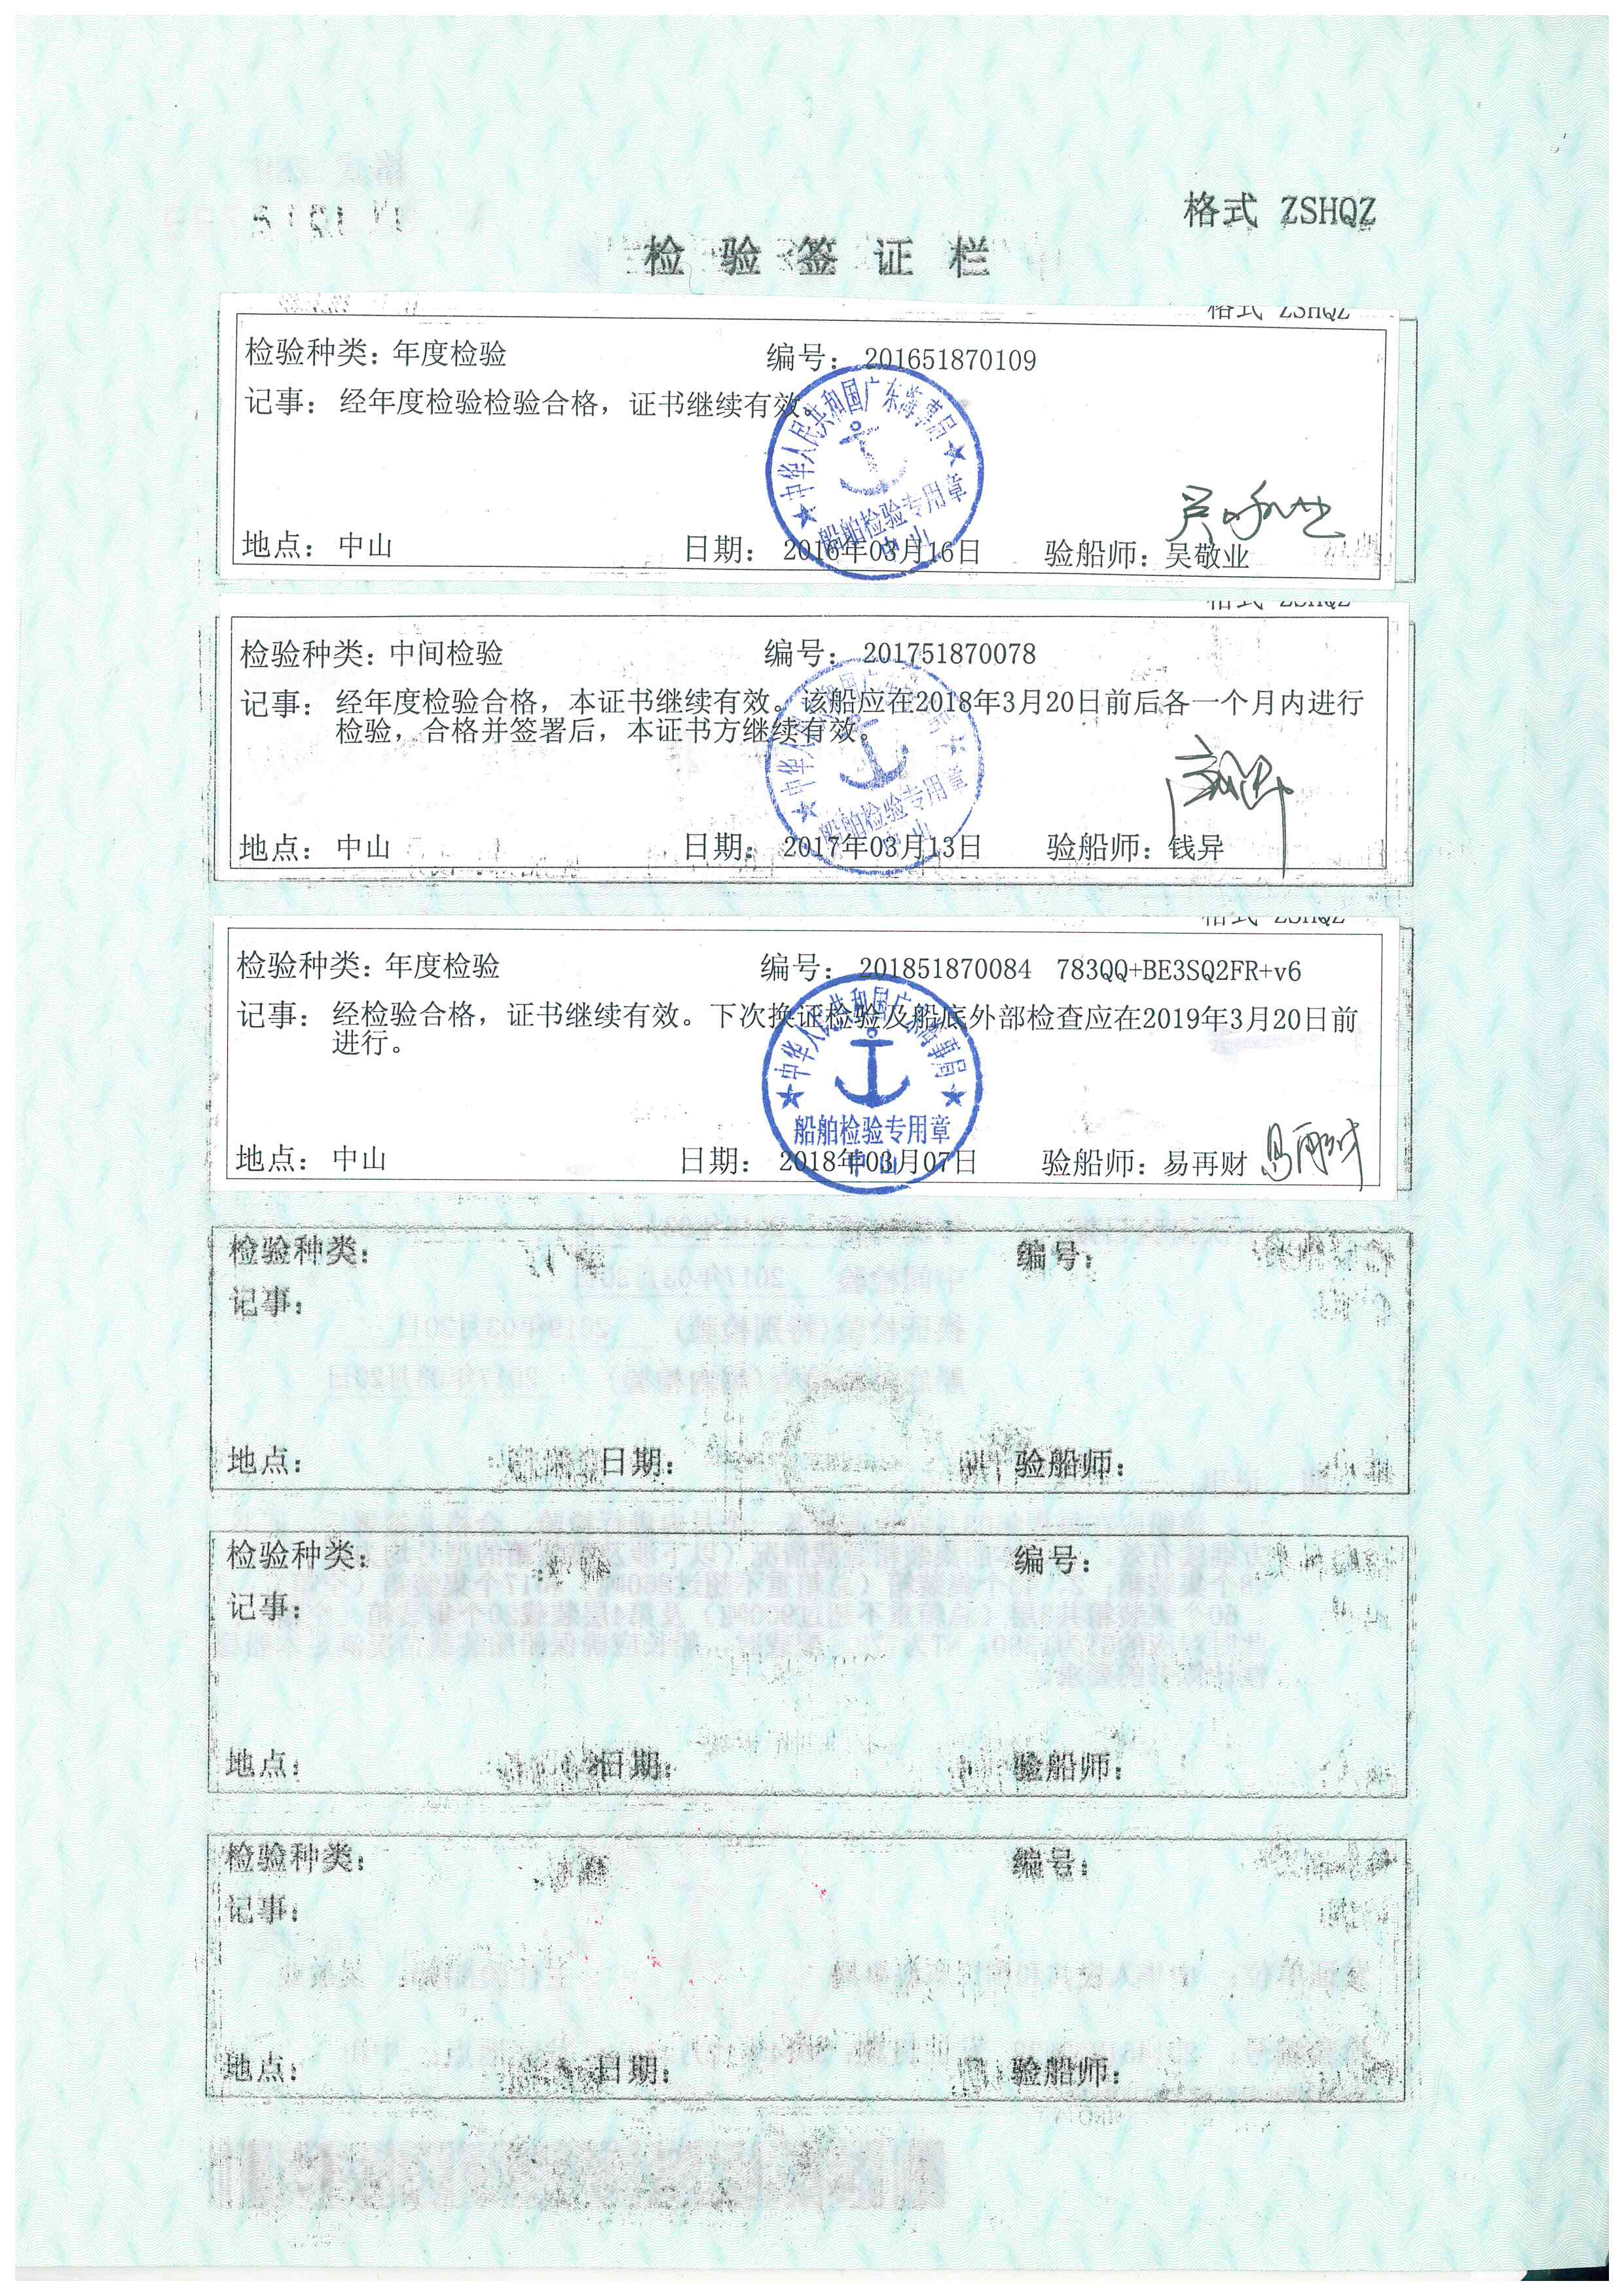 格式 ZSHQZ
检验签证栏
格式 ZSHQZ
检验种类：年度检验 编号：201651870109
记事：经年度检验检验合格，证书继续有效。
中华人民共和国广东海事局
船舶检验专用章
中山
地点：中山 日期：2016年03月16日 验船师：吴敬业
格式 ZSHQZ
检验种类：中间检验 编号：201751870078
记事：经年度检验合格，本证书继续有效。该船应在2018年3月20日前后各一个月内进行
检验，合格并签署后，本证书方继续有效。
船舶检验专用章
中山
地点：中山 日期：2017年03月13日 验船师：钱异
格式 ZSHQZ
检验种类：年度检验 编号：201851870084 783QQ+BE3SQ2FR+v6
记事：经检验合格，证书继续有效。下次换证检验及船底外部检查应在2019年3月20日前
进行。
中华人民共和国广东海事局
船舶检验专用章
中山
地点：中山 日期：2018年03月07日 验船师：易再财 易再财
检验种类： 编号：
记事：
地点： 日期： 验船师：
检验种类： 编号：
记事：
地点： 日期： 验船师：
检验种类： 编号：
记事：
地点： 日期： 验船师：